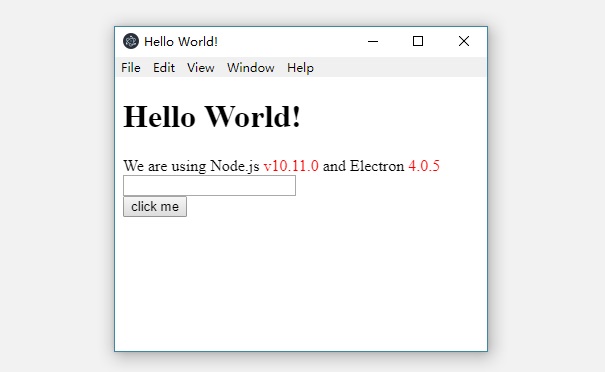 Hello World!
File Edit View Window Help
Hello World!
We are using Node.js v10.11.0 and Electron 4.0.5
click me